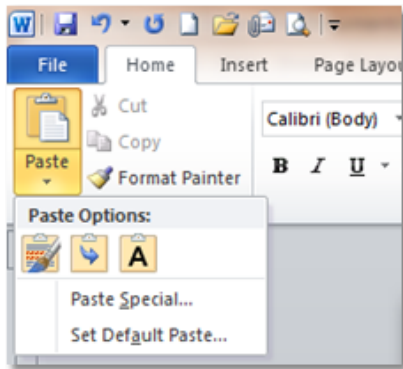 W
File Home Insert Page Layou
Cut
Calibri (Body)
Copy
Paste
Format Painter
B I U
Paste Options:
A
Paste Special...
Set Default Paste...